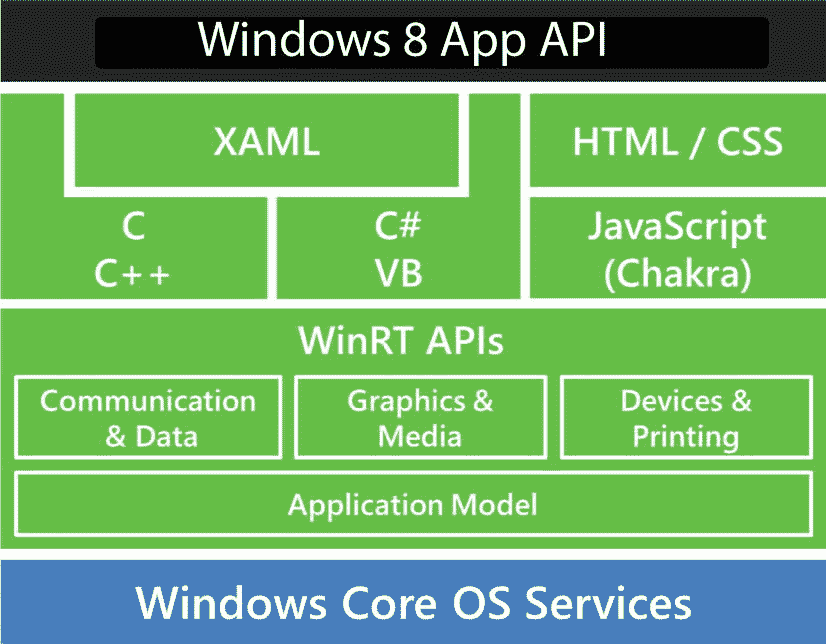 Windows 8 App API
XAML
HTML / CSS
C
C++
C#
VB
JavaScript
(Chakra)
WinRT APIs
Communication
& Data
Graphics &
Media
Devices &
Printing
Application Model
Windows Core OS Services